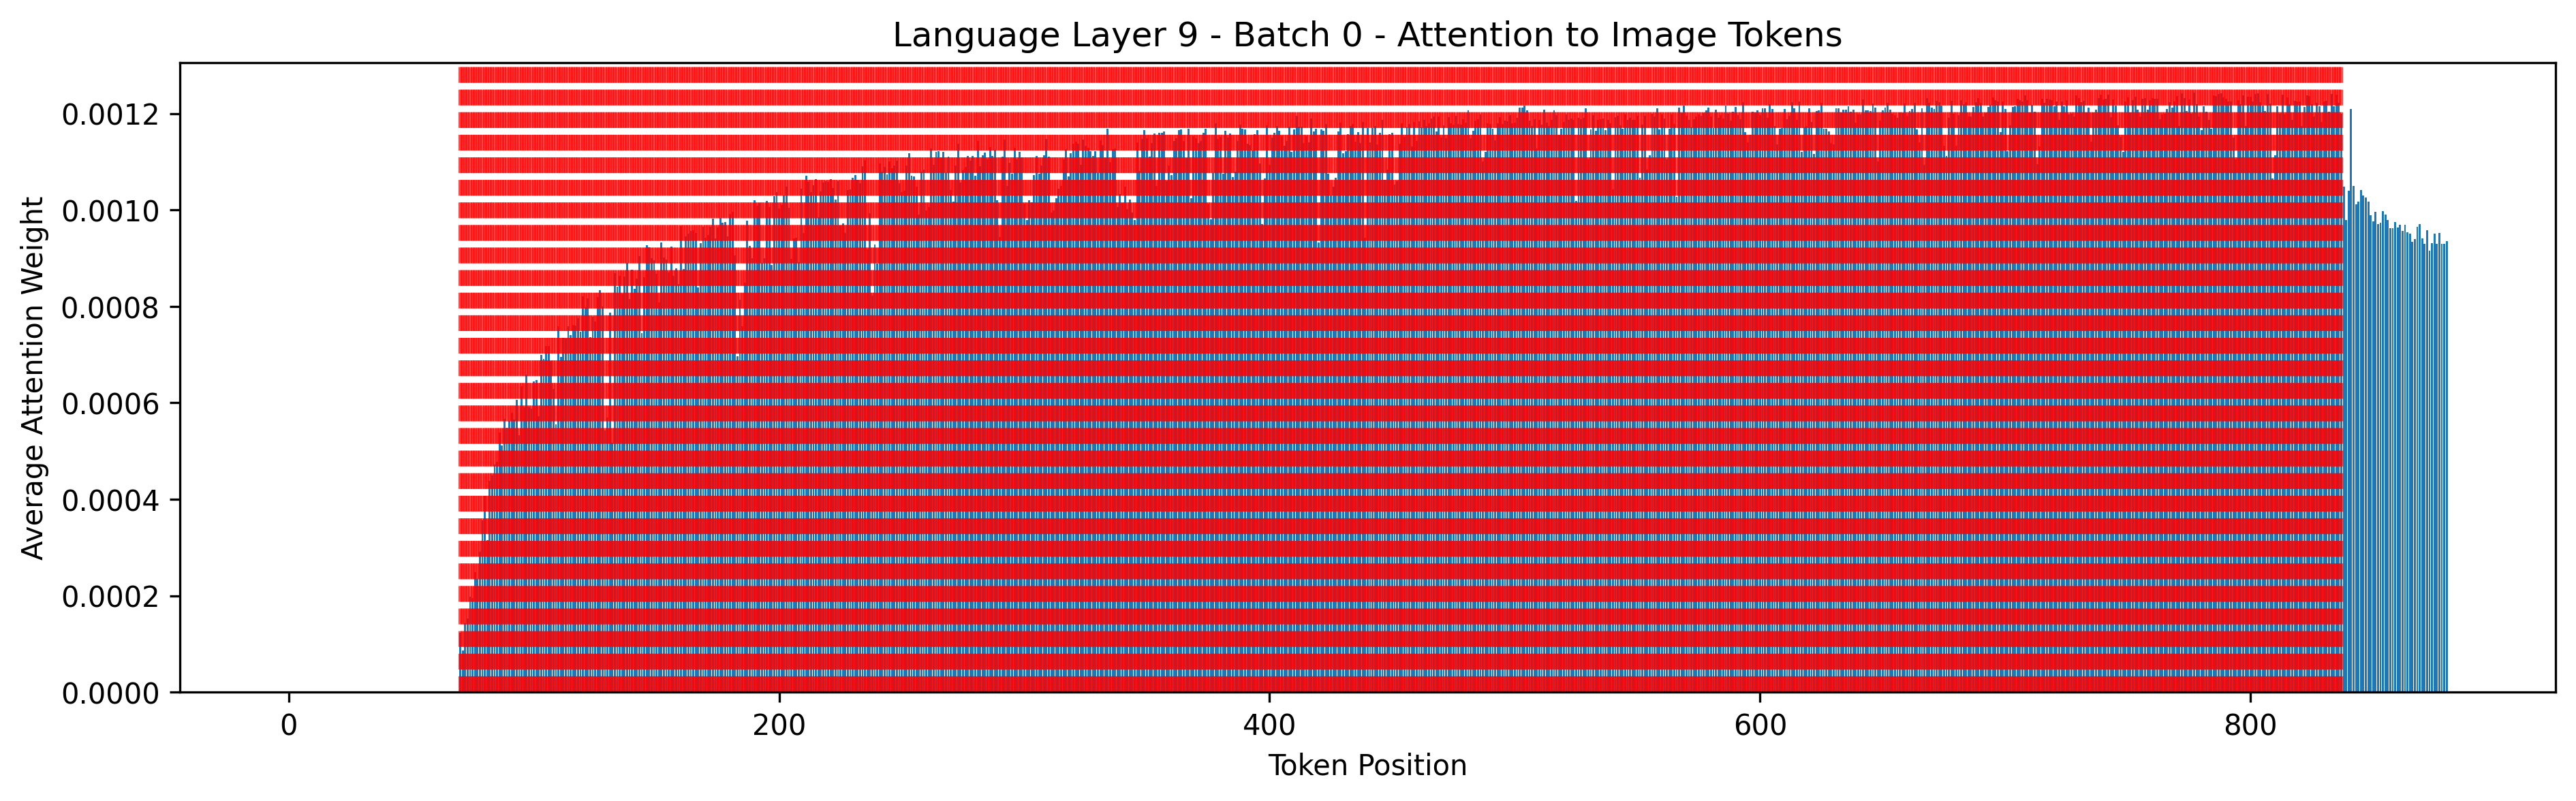 Language Layer 9 - Batch 0 - Attention to Image Tokens
Average Attention Weight
0.0012
0.0010
0.0008
0.0006
0.0004
0.0002
0.0000
0 200 400 600 800
Token Position